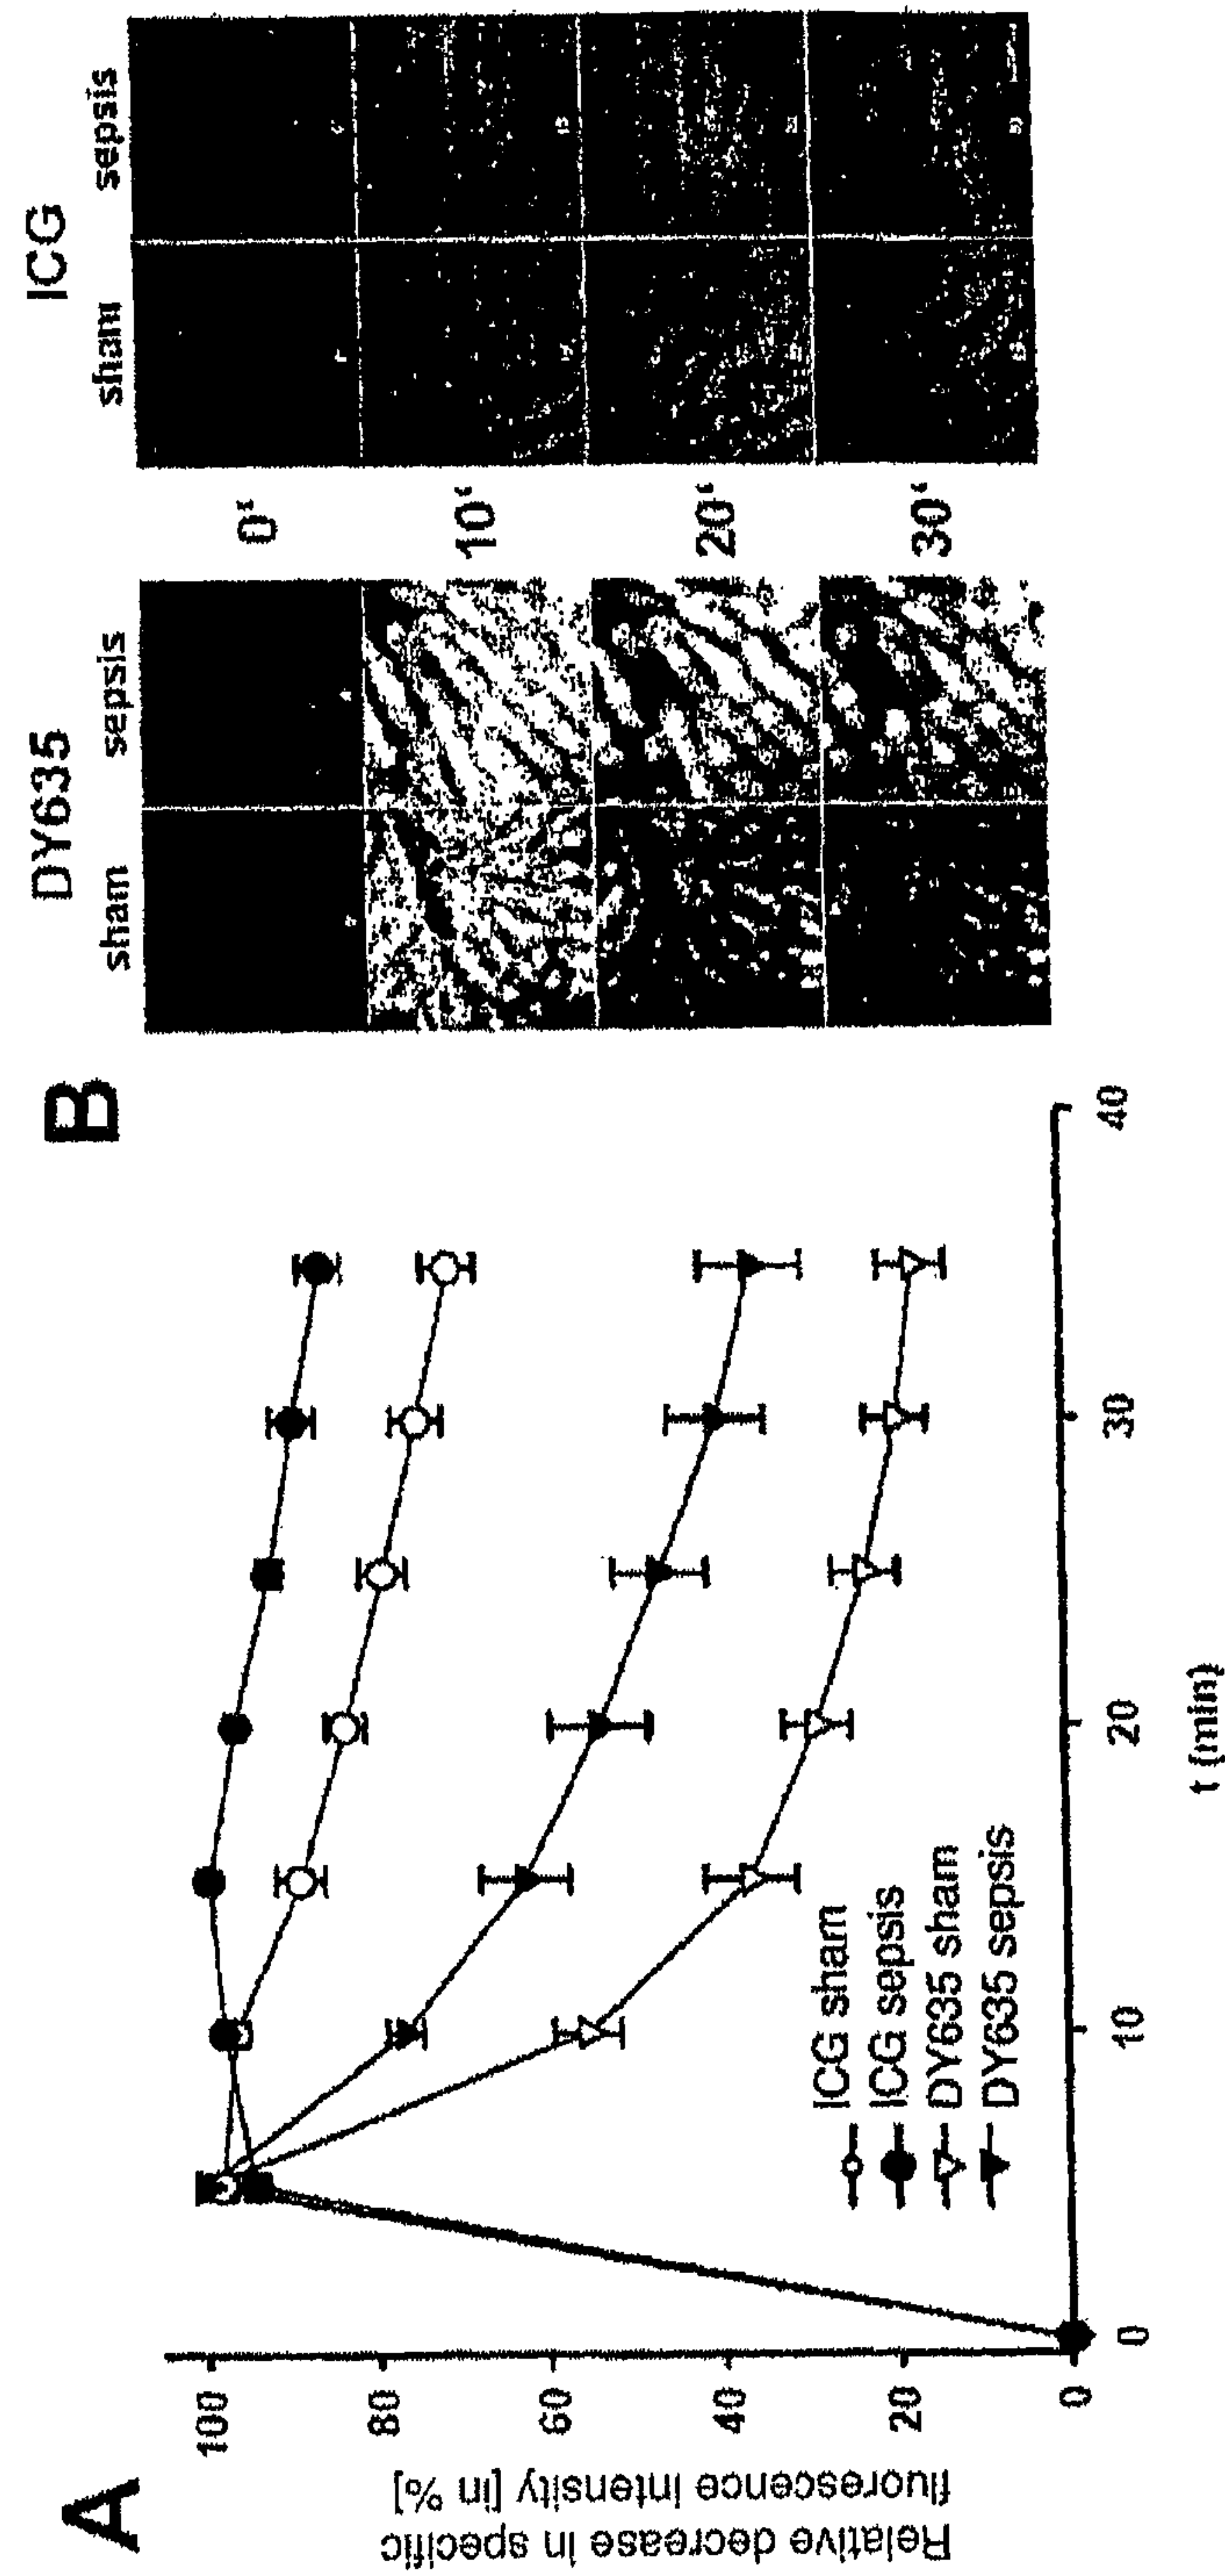 A
Relative decrease in specific
fluorescence intensity [in %]
100
80
60
40
20
0
0
10
20
30
40
t (min)
ICG sham
ICG sepsis
DY635 sham
DY635 sepsis
B
DY635
ICG
sham
sepsis
sham
sepsis
0'
10'
20'
30'